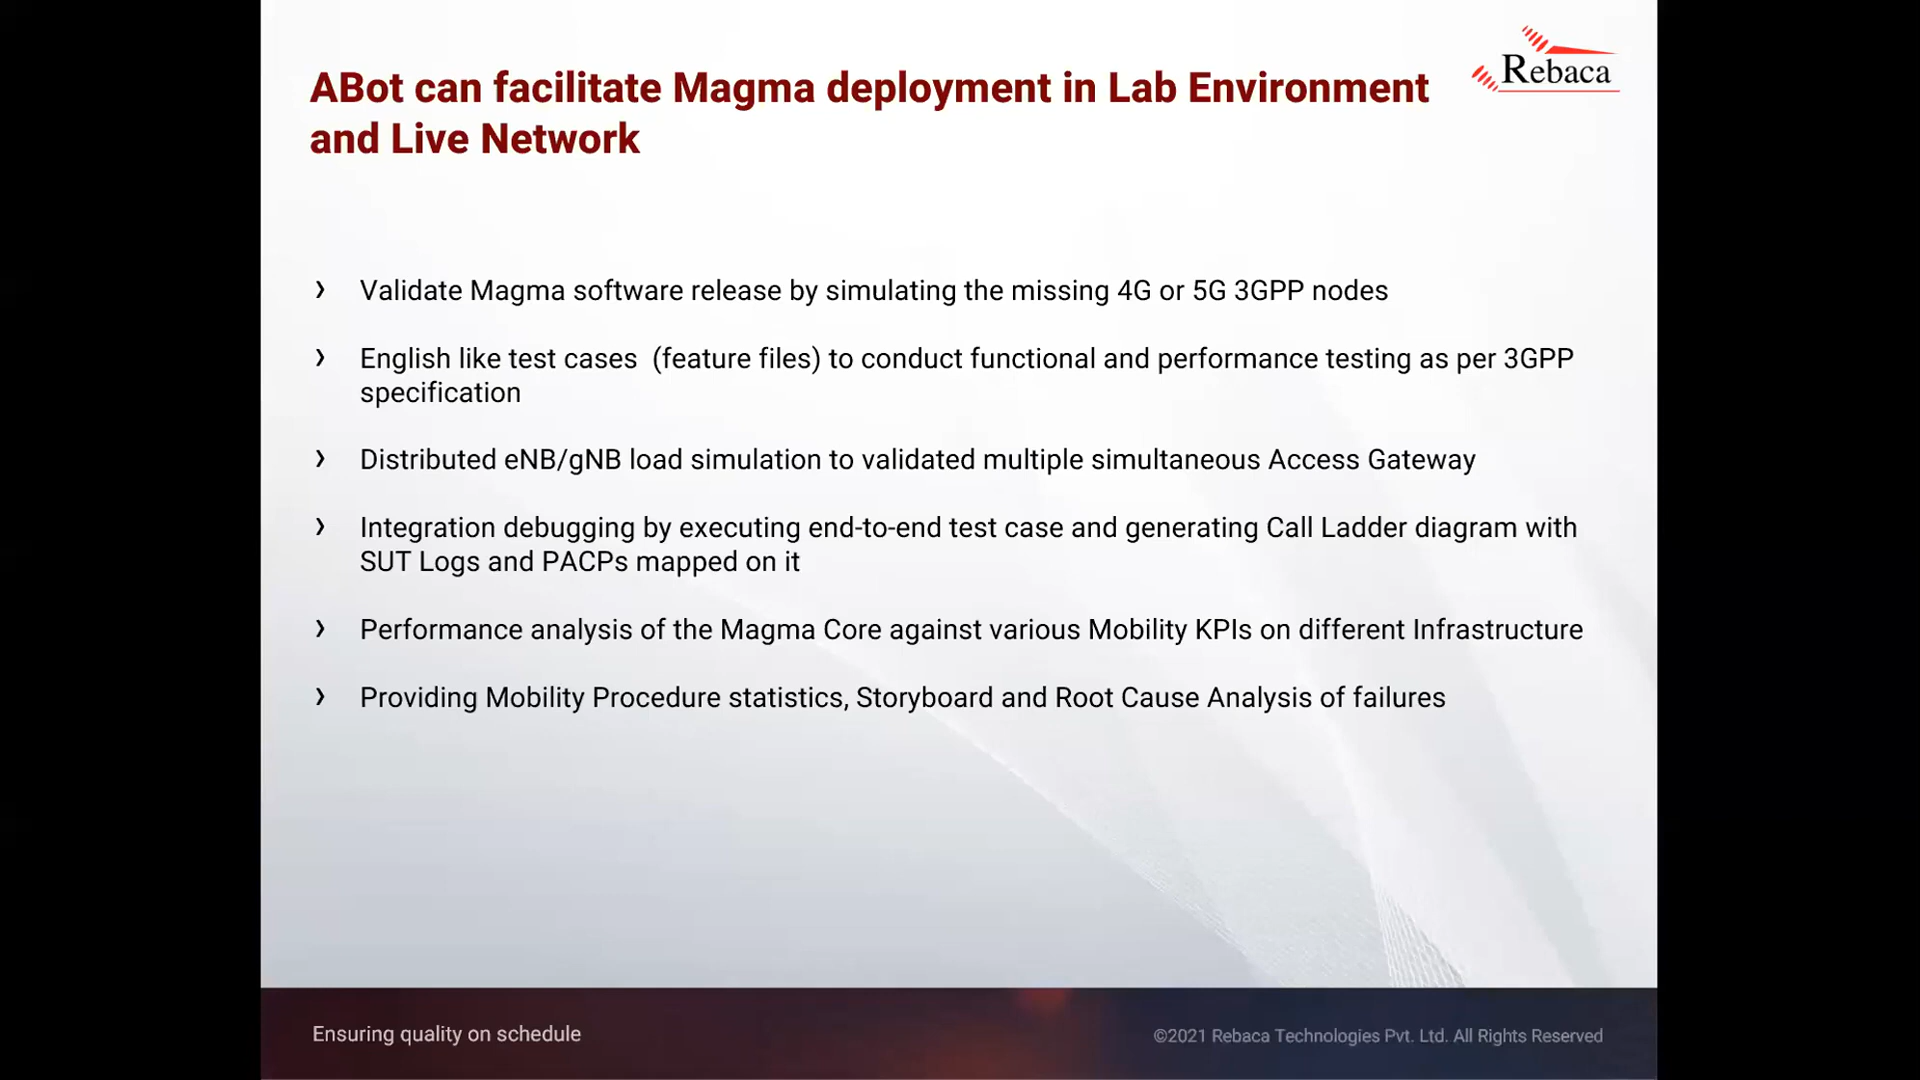 ABot can facilitate Magma deployment in Lab Environment
and Live Network
Rebaca
› Validate Magma software release by simulating the missing 4G or 5G 3GPP nodes
› English like test cases  (feature files) to conduct functional and performance testing as per 3GPP
specification
› Distributed eNB/gNB load simulation to validated multiple simultaneous Access Gateway
› Integration debugging by executing end-to-end test case and generating Call Ladder diagram with
SUT Logs and PACPs mapped on it
› Performance analysis of the Magma Core against various Mobility KPIs on different Infrastructure
› Providing Mobility Procedure statistics, Storyboard and Root Cause Analysis of failures
Ensuring quality on schedule
©2021 Rebaca Technologies Pvt. Ltd. All Rights Reserved